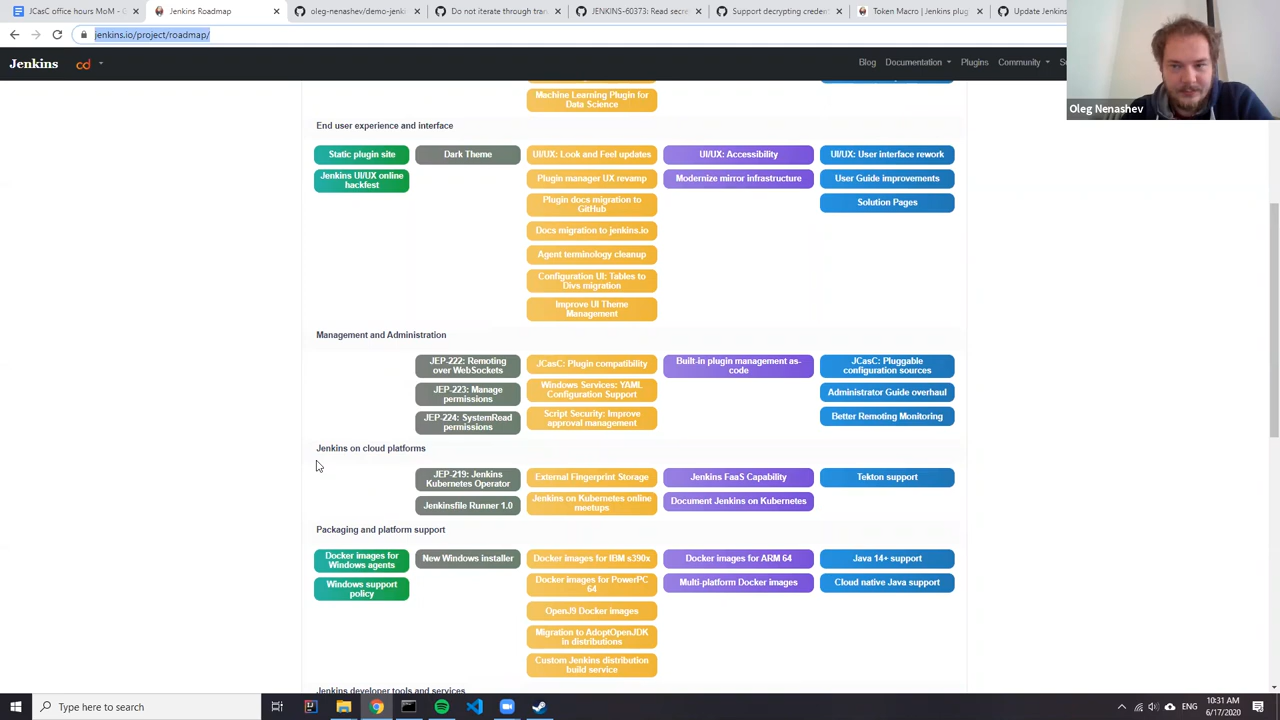 JCasC office hours MoM - G
Jenkins Roadmap
oleg-nenashev/demo-jenkins-
Do not iterate through tran
JENKINS-60373: Read secre
Support decrypting creden
Token Macro | Jenkins plug
Update Jenkins
jenkins.io/project/roadmap/
Jenkins
cd
Blog
Documentation
Plugins
Community
Machine Learning Plugin for
Data Science
End user experience and interface
Static plugin site
Dark Theme
UI/UX: Look and Feel updates
UI/UX: Accessibility
UI/UX: User interface rework
Jenkins UI/UX online
hackfest
Plugin manager UX revamp
Modernize mirror infrastructure
User Guide improvements
Plugin docs migration to
GitHub
Solution Pages
Docs migration to jenkins.io
Agent terminology cleanup
Configuration UI: Tables to
Divs migration
Improve UI Theme
Management
Management and Administration
JEP-222: Remoting
over WebSockets
JCasC: Plugin compatibility
Built-in plugin management as-
code
JCasC: Pluggable
configuration sources
JEP-223: Manage
permissions
Windows Services: YAML
Configuration Support
Administrator Guide overhaul
JEP-224: SystemRead
permissions
Script Security: Improve
approval management
Better Remoting Monitoring
Jenkins on cloud platforms
JEP-219: Jenkins
Kubernetes Operator
External Fingerprint Storage
Jenkins FaaS Capability
Tekton support
Jenkinsfile Runner 1.0
Jenkins on Kubernetes online
meetups
Document Jenkins on Kubernetes
Packaging and platform support
Docker images for
Windows agents
New Windows installer
Docker images for IBM s390x
Docker images for ARM 64
Java 14+ support
Windows support
policy
Docker images for PowerPC
64
Multi-platform Docker images
Cloud native Java support
OpenJ9 Docker images
Migration to AdoptOpenJDK
in distributions
Custom Jenkins distribution
build service
Jenkins developer tools and services
Oleg Nenashev
Type here to search
ENG
10:31 AM
6/17/2020